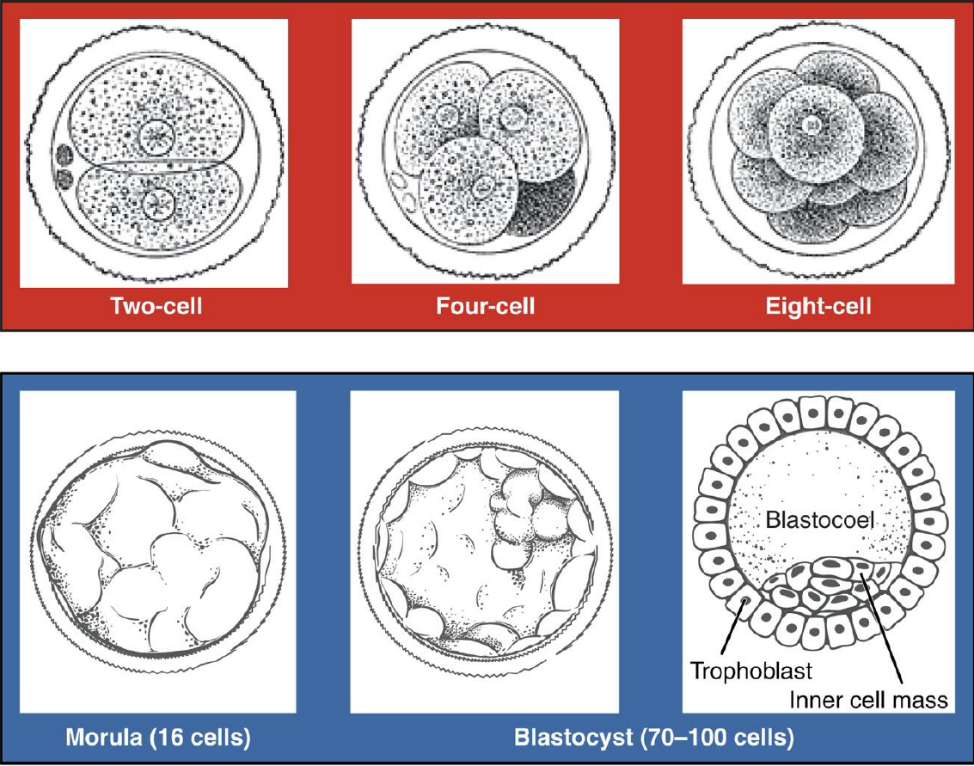 Two-cell
Four-cell
Eight-cell
Blastocoel
Trophoblast
Inner cell mass
Morula (16 cells)
Blastocyst (70–100 cells)